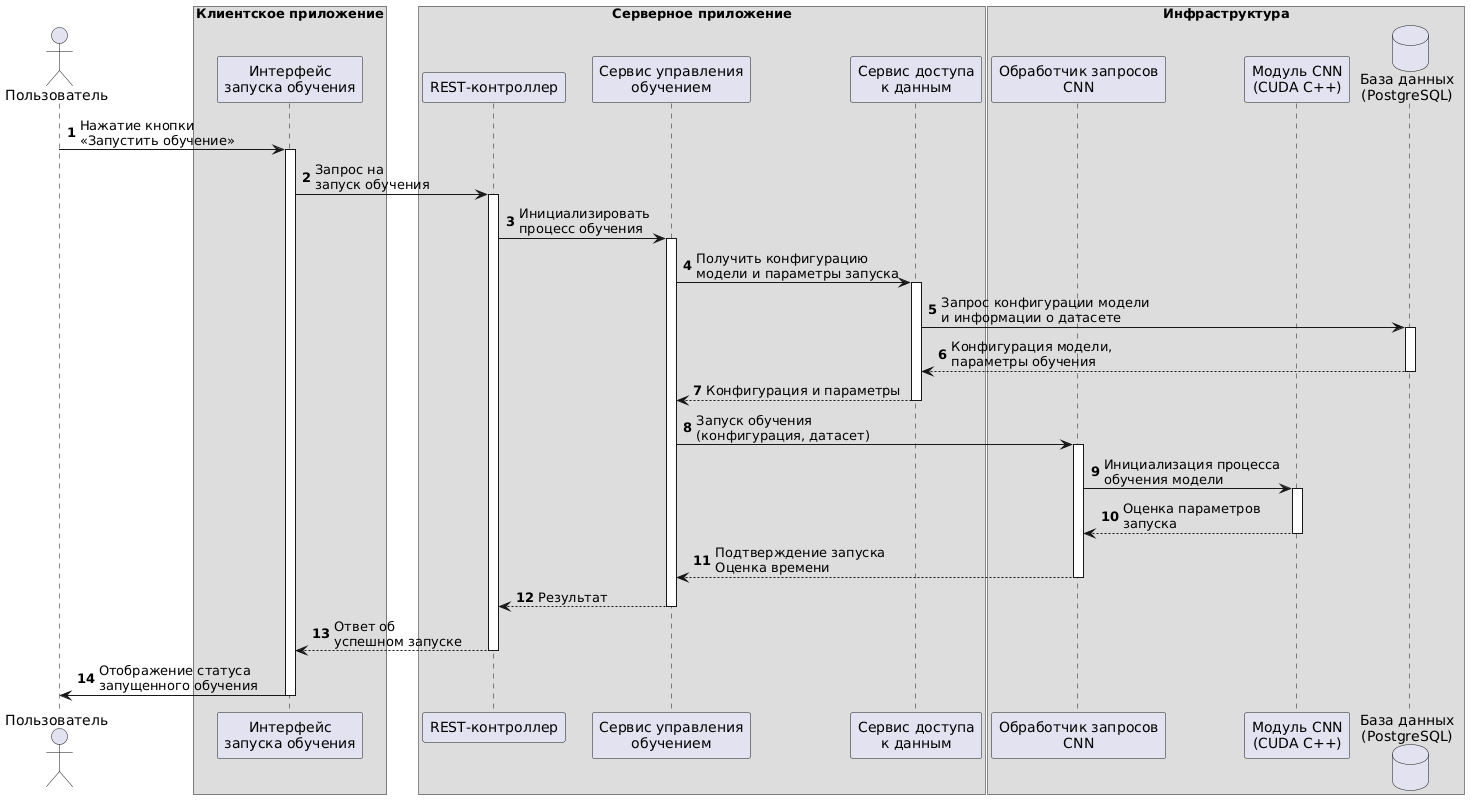 Клиентское приложение
Серверное приложение
Инфраструктура
Пользователь
Интерфейс
запуска обучения
REST-контроллер
Сервис управления
обучением
Сервис доступа
к данным
Обработчик запросов
CNN
Модуль CNN
(CUDA C++)
База данных
(PostgreSQL)
1 Нажатие кнопки
«Запустить обучение»
2 Запрос на
запуск обучения
3 Инициализировать
процесс обучения
4 Получить конфигурацию
модели и параметры запуска
5 Запрос конфигурации модели
и информации о датасете
6 Конфигурация модели,
параметры обучения
7 Конфигурация и параметры
8 Запуск обучения
(конфигурация, датасет)
9 Инициализация процесса
обучения модели
10 Оценка параметров
запуска
11 Подтверждение запуска
Оценка времени
12 Результат
13 Ответ об
успешном запуске
14 Отображение статуса
запущенного обучения
Пользователь
Интерфейс
запуска обучения
REST-контроллер
Сервис управления
обучением
Сервис доступа
к данным
Обработчик запросов
CNN
Модуль CNN
(CUDA C++)
База данных
(PostgreSQL)